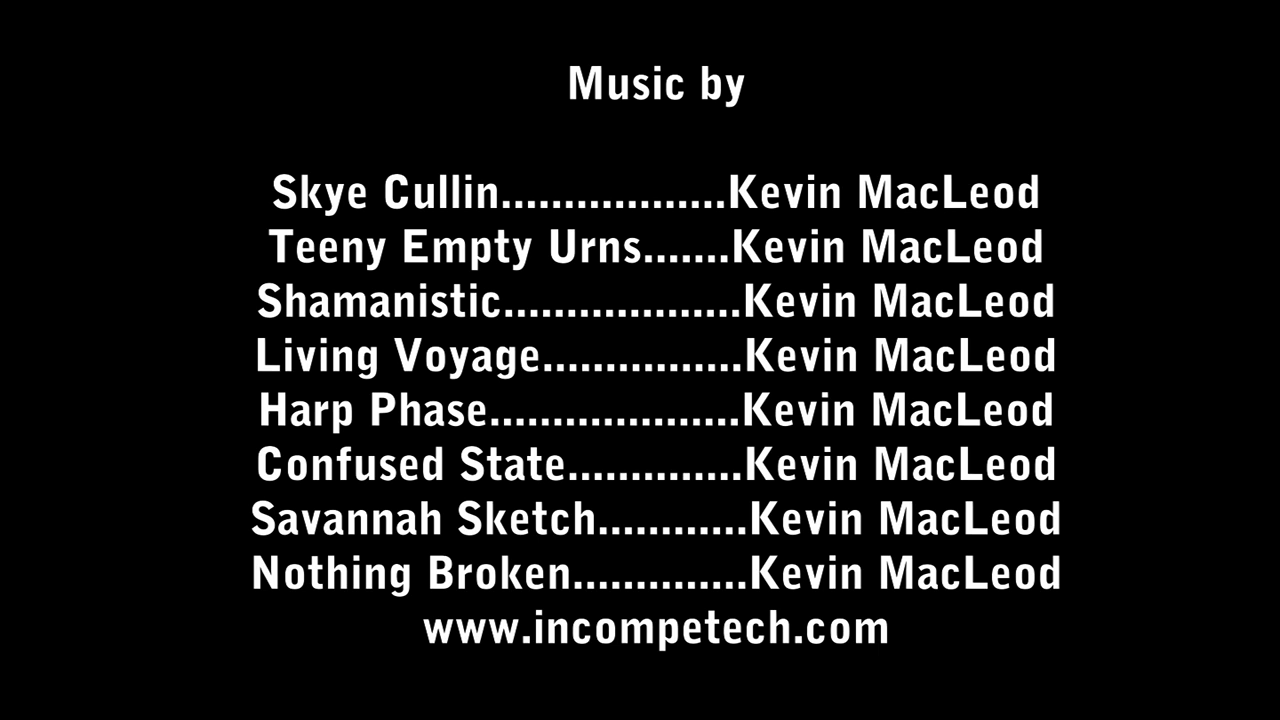 Music by
Skye Cullin..................Kevin MacLeod
Teeny Empty Urns.......Kevin MacLeod
Shamanistic...................Kevin MacLeod
Living Voyage................Kevin MacLeod
Harp Phase....................Kevin MacLeod
Confused State..............Kevin MacLeod
Savannah Sketch............Kevin MacLeod
Nothing Broken..............Kevin MacLeod
www.incompetech.com